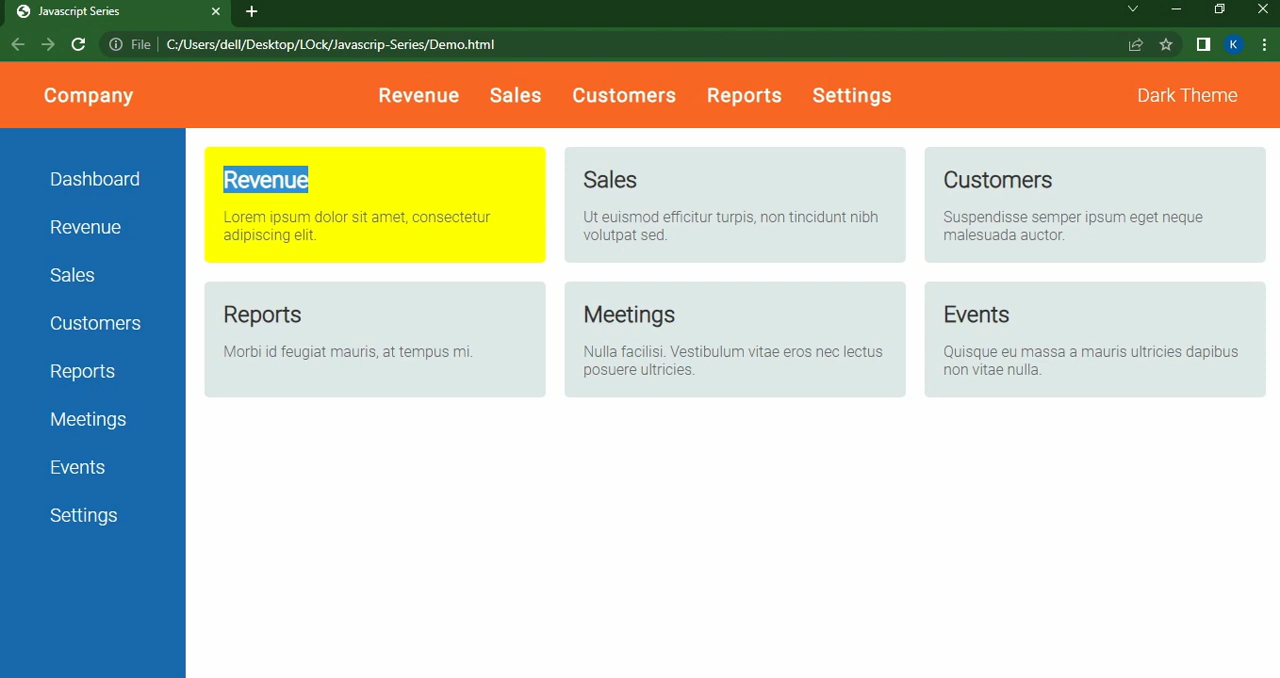 Javascript Series
File
C:/Users/dell/Desktop/LOck/Javascrip-Series/Demo.html
K
Company
Revenue
Sales
Customers
Reports
Settings
Dark Theme
Dashboard
Revenue
Sales
Customers
Reports
Meetings
Events
Settings
Revenue
Lorem ipsum dolor sit amet, consectetur
adipiscing elit.
Sales
Ut euismod efficitur turpis, non tincidunt nibh
volutpat sed.
Customers
Suspendisse semper ipsum eget neque
malesuada auctor.
Reports
Morbi id feugiat mauris, at tempus mi.
Meetings
Nulla facilisi. Vestibulum vitae eros nec lectus
posuere ultricies.
Events
Quisque eu massa a mauris ultricies dapibus
non vitae nulla.